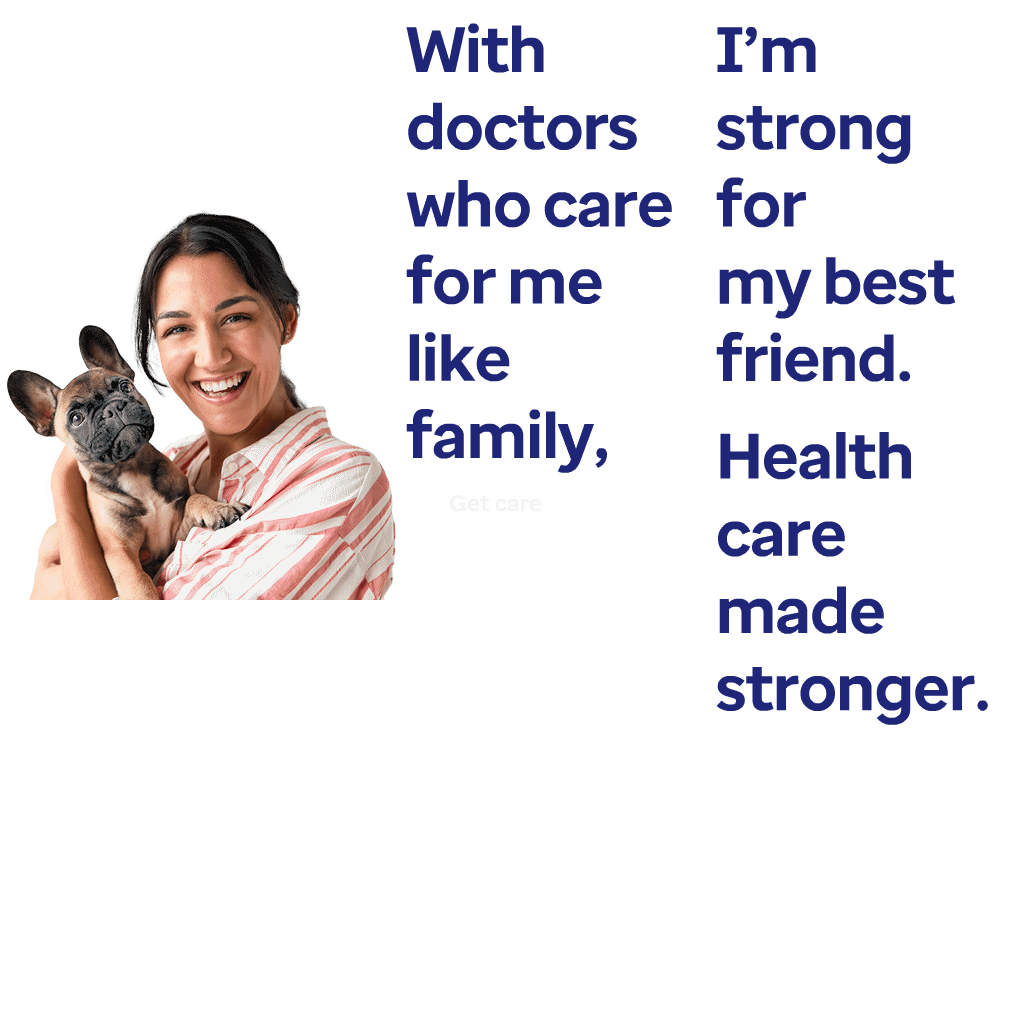 With
doctors
who care
for me
like
family,
Get care
I’m
strong
for
my best
friend.
Health
care
made
stronger.